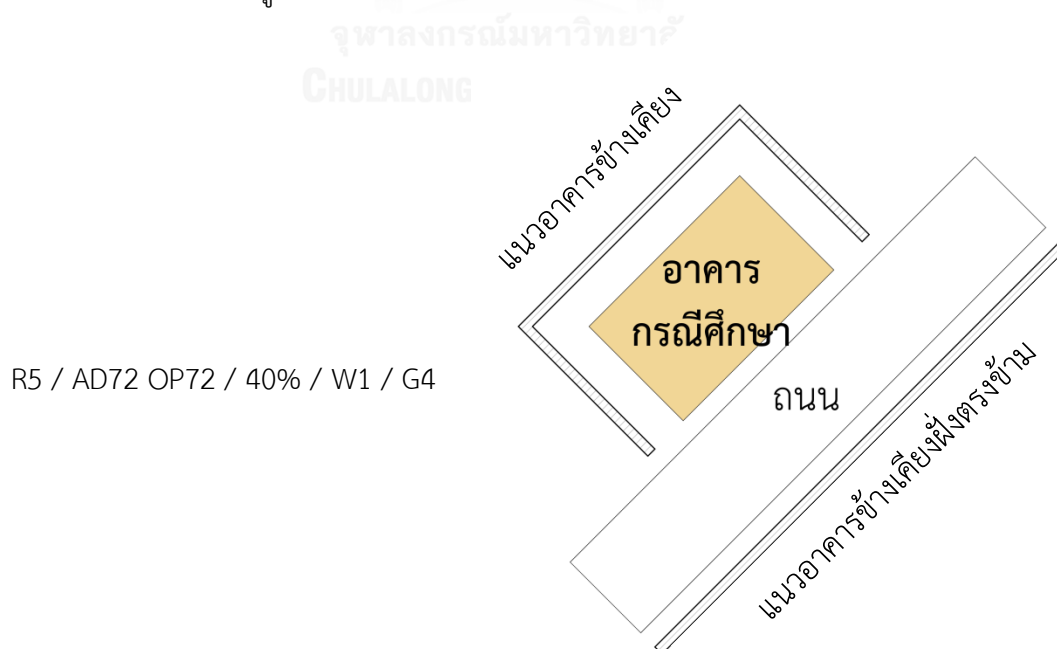 จุฬาลงกรณ์มหาวิทยาลั
CHULALONG
แนวอาคารข้างเคียง
อาคาร
กรณีศึกษา
R5 / AD72 OP72 / 40% / W1 / G4
ถนน
แนวอาคารข้างเคียงฝั่งตรงข้าม